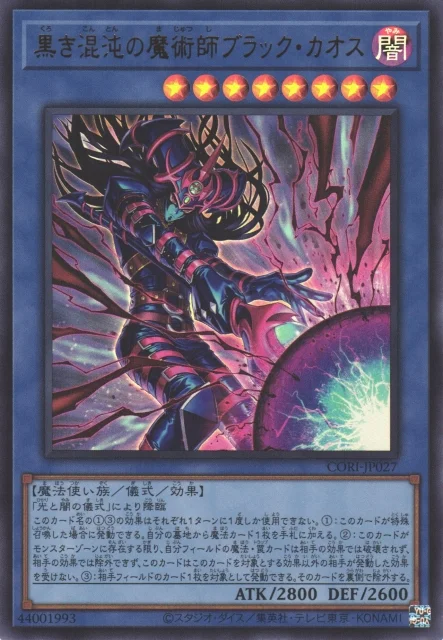 黒き混沌の魔術師ブラック・カオス
闇
CORI-JP027
【魔法使い族/儀式/効果】
「光と闇の儀式」により降臨
このカード名の①③の効果はそれぞれ1ターンに1度しか使用できない。①:このカードが特殊
召喚した場合に発動できる。自分の墓地から魔法カード1枚を手札に加える。②:このカードが
モンスターゾーンに存在する限り、自分フィールドの魔法・罠カードは相手の効果では破壊されず、
相手の効果では除外できず、このカードはこのカードを対象とする効果以外の相手が発動した効果
を受けない。③:相手フィールドのカード1枚を対象として発動できる。そのカードを裏側で除外する。
ATK/2800 DEF/2600
44001993
©スタジオ・ダイス/集英社・テレビ東京・KONAMI